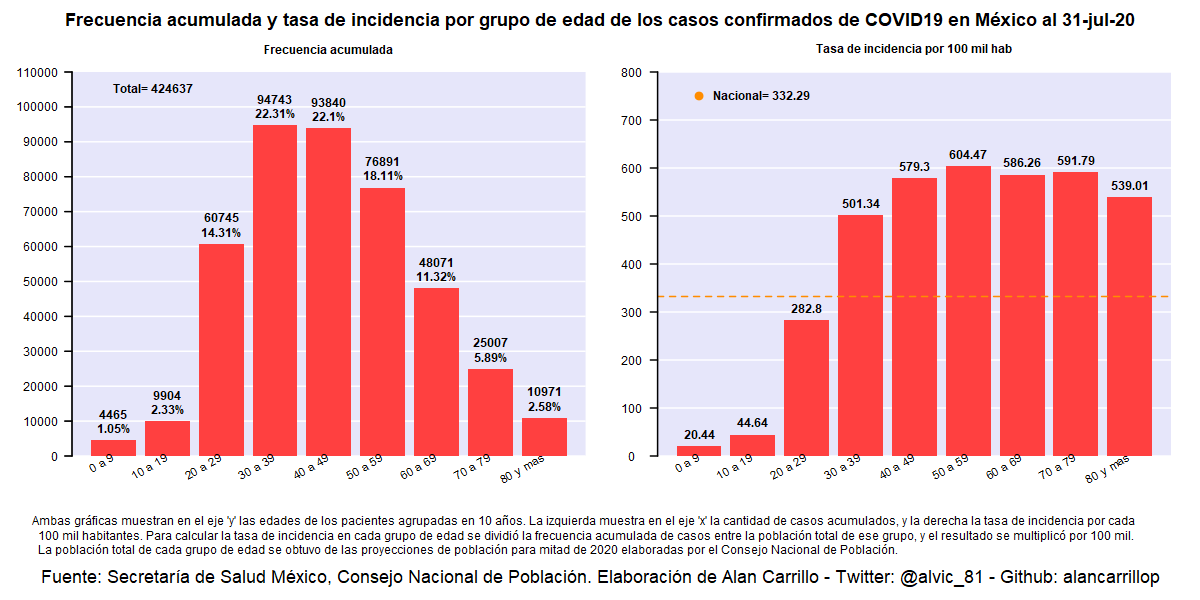 Frecuencia acumulada y tasa de incidencia por grupo de edad de los casos confirmados de COVID19 en México al 31-jul-20
Frecuencia acumulada
110000
100000
90000
80000
70000
60000
50000
40000
30000
20000
10000
0
Total= 424637
4465
1.05%
9904
2.33%
60745
14.31%
94743
22.31%
93840
22.1%
76891
18.11%
48071
11.32%
25007
5.89%
10971
2.58%
0 a 9
10 a 19
20 a 29
30 a 39
40 a 49
50 a 59
60 a 69
70 a 79
80 y mas
Tasa de incidencia por 100 mil hab
800
700
600
500
400
300
200
100
0
Nacional= 332.29
20.44
44.64
282.8
501.34
579.3
604.47
586.26
591.79
539.01
0 a 9
10 a 19
20 a 29
30 a 39
40 a 49
50 a 59
60 a 69
70 a 79
80 y mas
Ambas gráficas muestran en el eje 'y' las edades de los pacientes agrupadas en 10 años. La izquierda muestra en el eje 'x' la cantidad de casos acumulados, y la derecha la tasa de incidencia por cada
100 mil habitantes. Para calcular la tasa de incidencia en cada grupo de edad se dividió la frecuencia acumulada de casos entre la población total de ese grupo, y el resultado se multiplicó por 100 mil.
La población total de cada grupo de edad se obtuvo de las proyecciones de población para mitad de 2020 elaboradas por el Consejo Nacional de Población.
Fuente: Secretaría de Salud México, Consejo Nacional de Población. Elaboración de Alan Carrillo - Twitter: @alvic_81 - Github: alancarrillop